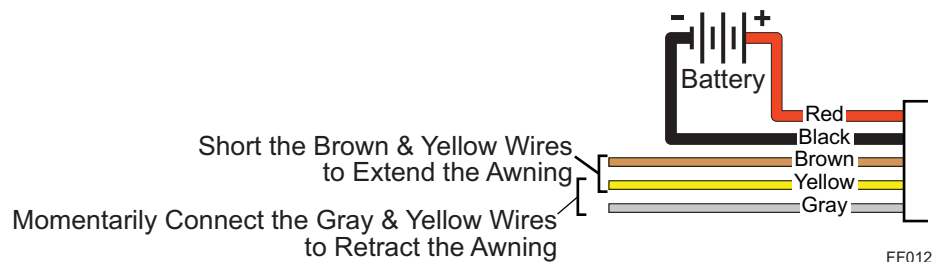 - +
Battery
Red
Black
Short the Brown & Yellow Wires
to Extend the Awning
Brown
Yellow
Gray
Momentarily Connect the Gray & Yellow Wires
to Retract the Awning
EF012